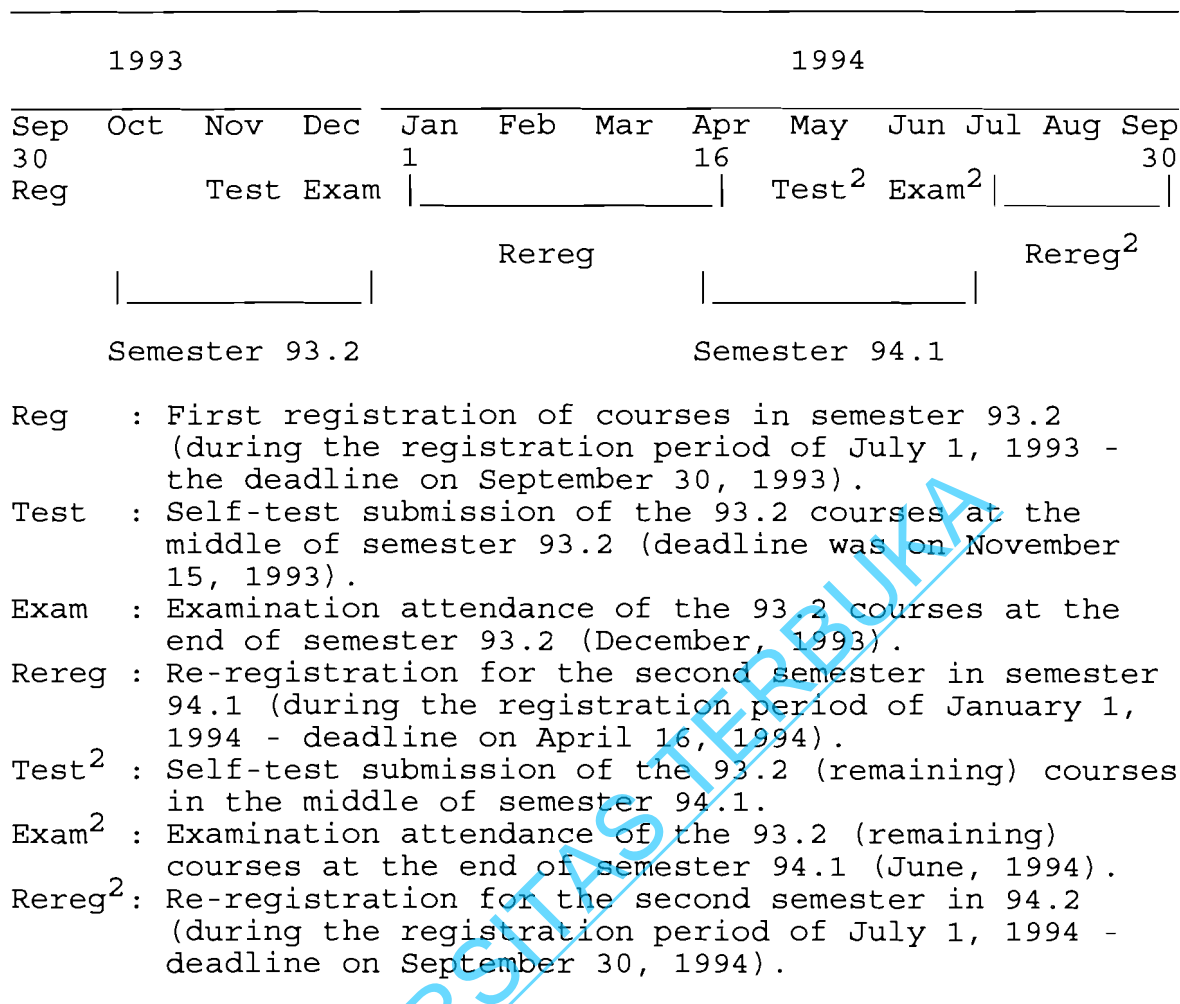 1993 1994
Sep Oct Nov Dec Jan Feb Mar Apr May Jun Jul Aug Sep
30 1 16 30
Reg Test Exam Test² Exam²
Rereg Rereg²
Semester 93.2 Semester 94.1
Reg : First registration of courses in semester 93.2
(during the registration period of July 1, 1993 -
the deadline on September 30, 1993).
Test : Self-test submission of the 93.2 courses at the
middle of semester 93.2 (deadline was on November
15, 1993).
Exam : Examination attendance of the 93.2 courses at the
end of semester 93.2 (December, 1993).
Rereg : Re-registration for the second semester in semester
94.1 (during the registration period of January 1,
1994 - deadline on April 16, 1994).
Test² : Self-test submission of the 93.2 (remaining) courses
in the middle of semester 94.1.
Exam² : Examination attendance of the 93.2 (remaining)
courses at the end of semester 94.1 (June, 1994).
Rereg²: Re-registration for the second semester in 94.2
(during the registration period of July 1, 1994 -
deadline on September 30, 1994).
RSITAS TERBUKA